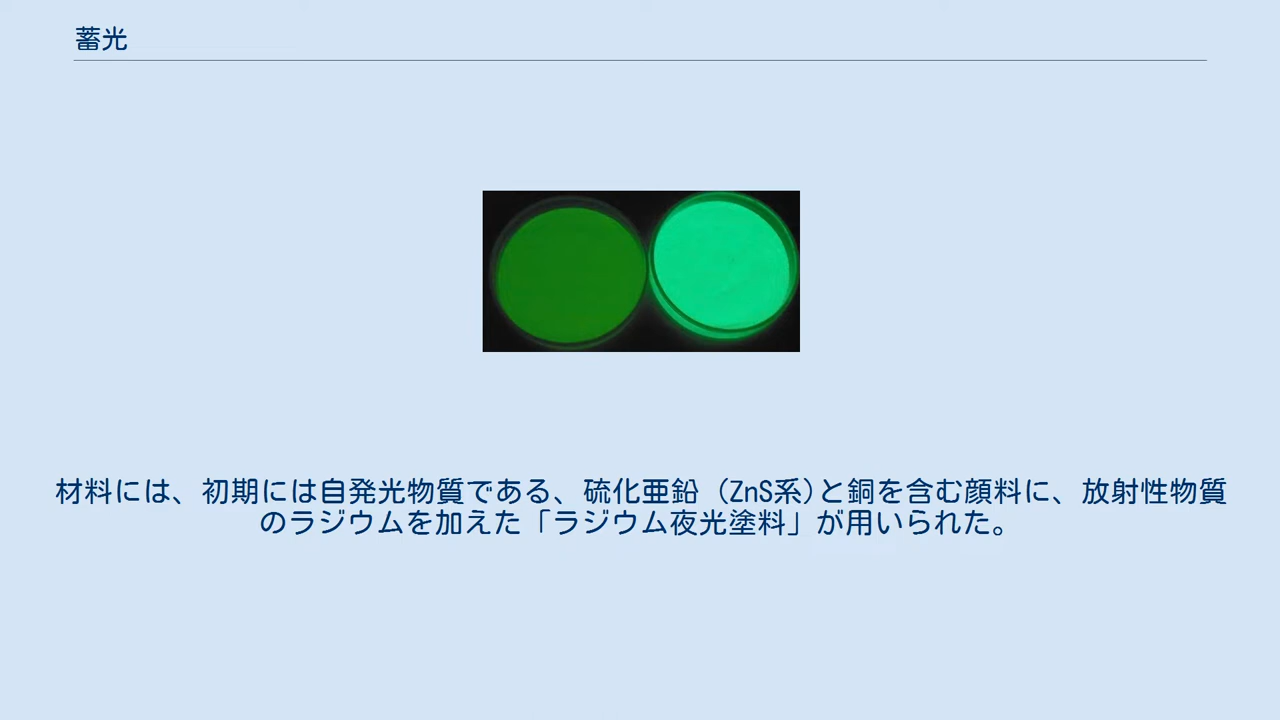 蓄光
材料には、初期には自発光物質である、硫化亜鉛（ZnS系)と銅を含む顔料に、放射性物質
のラジウムを加えた「ラジウム夜光塗料」が用いられた。